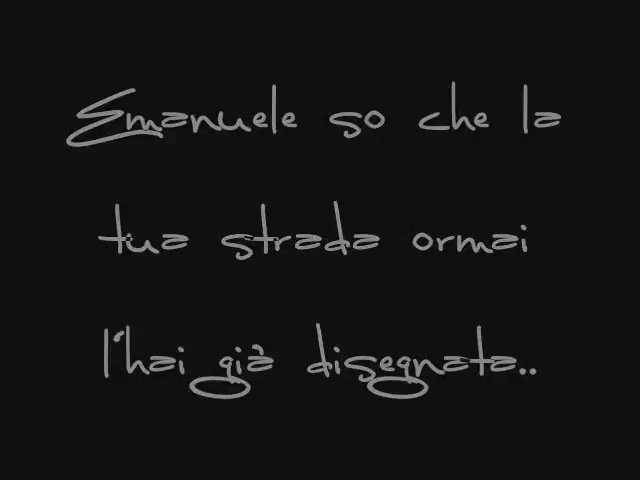 Emanuele so che la
tua strada ormai
l'hai già disegnata..